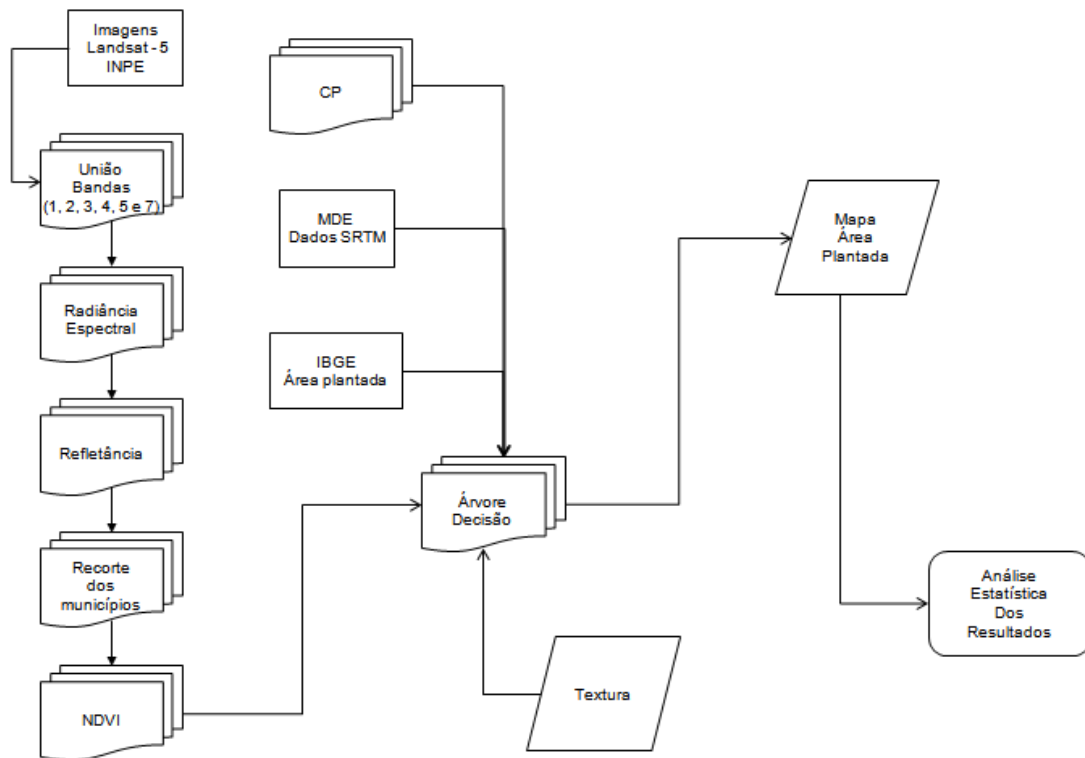 Imagens
Landsat - 5
INPE
União
Bandas
(1, 2, 3, 4, 5 e 7)
Radiância
Espectral
Refletância
Recorte
dos
municípios
NDVI
CP
MDE
Dados SRTM
IBGE
Área plantada
Árvore
Decisão
Textura
Mapa
Área
Plantada
Análise
Estatística
Dos
Resultados